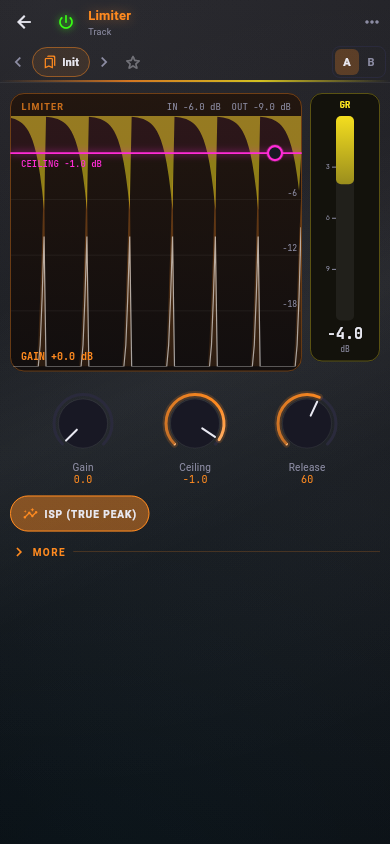 Limiter
Track
Init
A B
LIMITER IN -6.0 dB OUT -9.0 dB
GR
CEILING -1.0 dB
3
-6
6
-12
9
-18
-4.0
dB
GAIN +0.0 dB
Gain Ceiling Release
0.0 -1.0 60
ISP (TRUE PEAK)
MORE